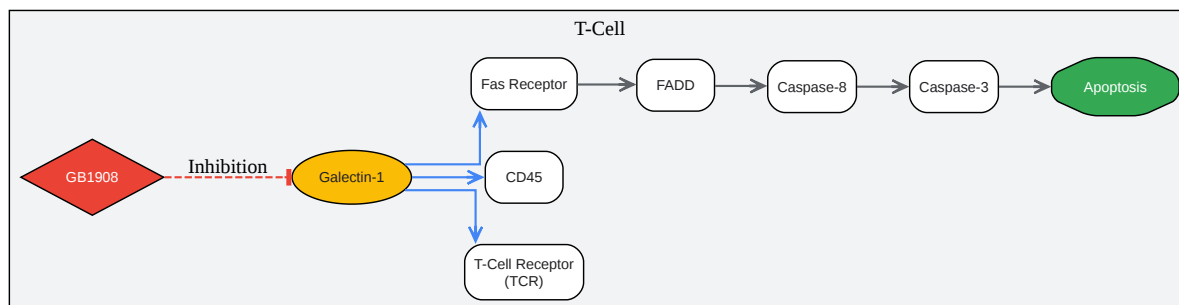 T-Cell
Fas Receptor
FADD
Caspase-8
Caspase-3
Apoptosis
GB1908
Inhibition
Galectin-1
CD45
T-Cell Receptor
(TCR)